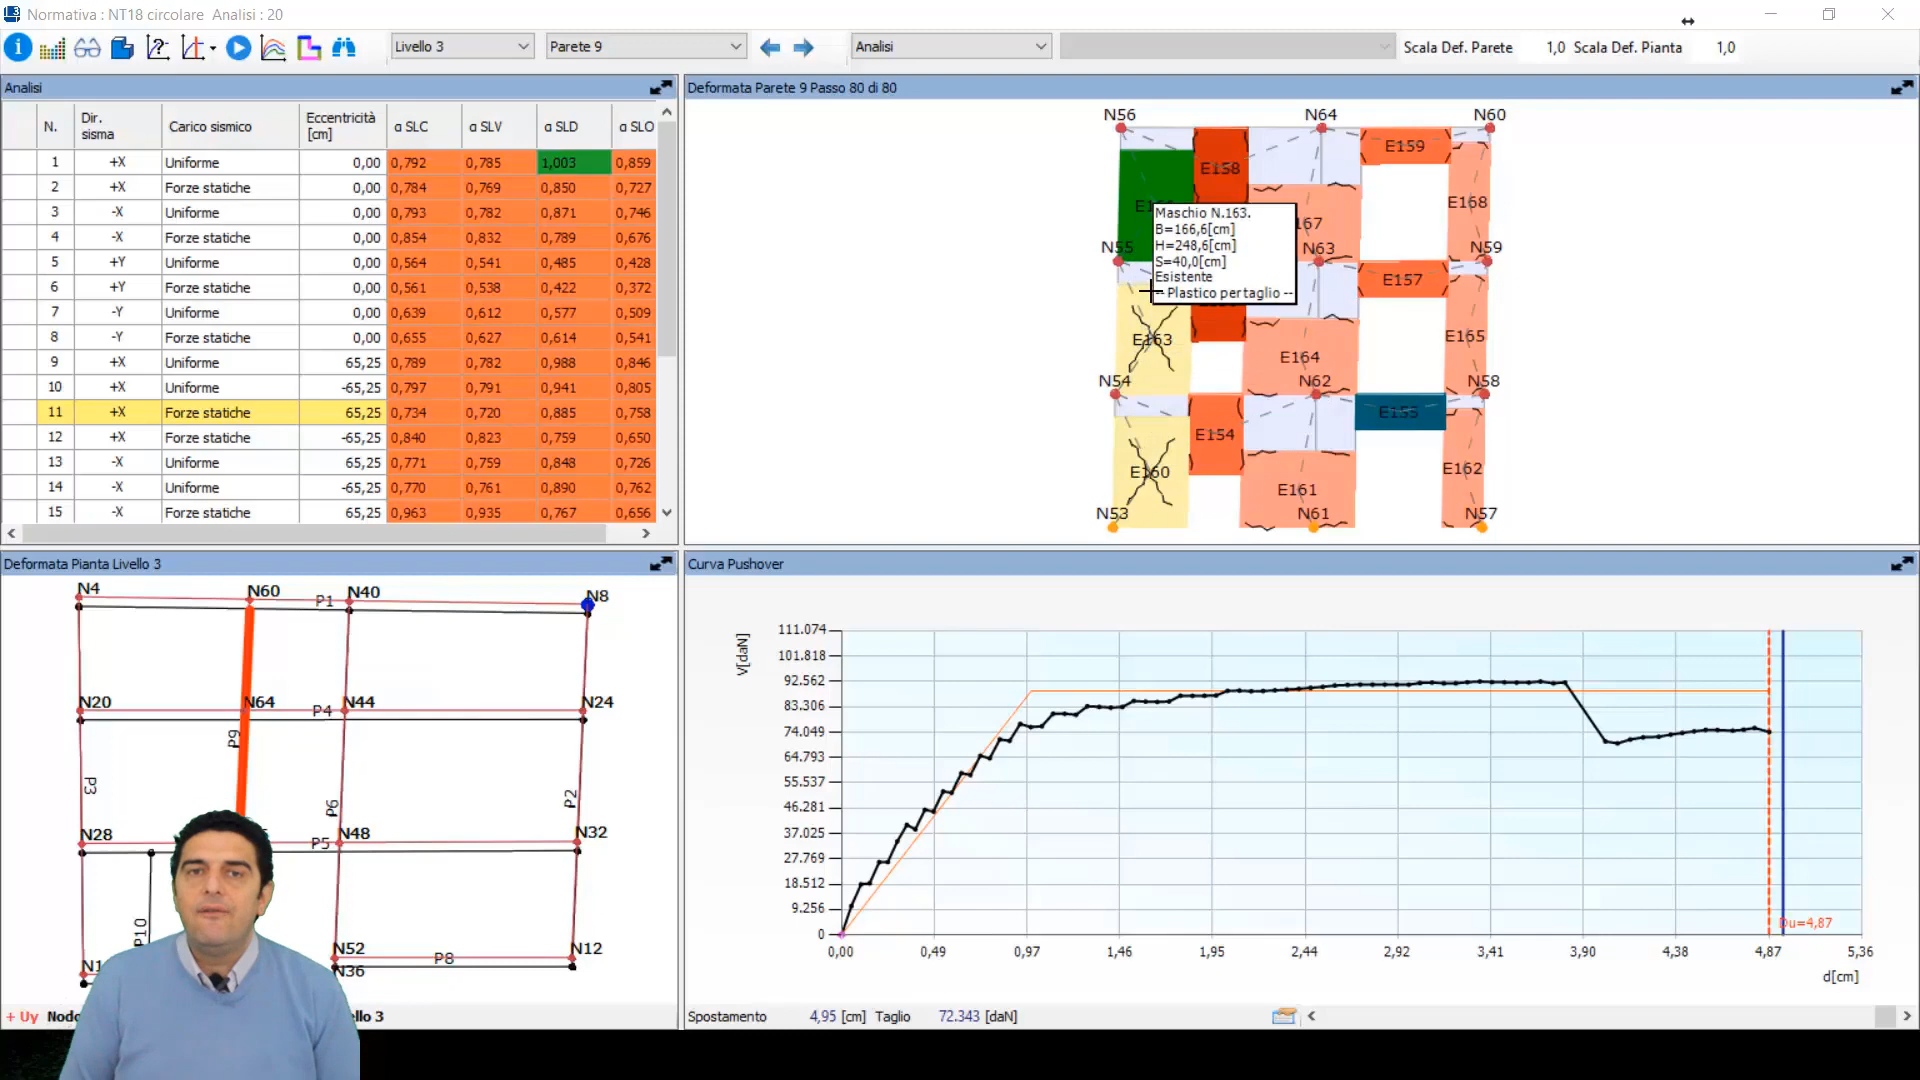 Normativa : NT18 circolare Analisi : 20
Livello 3 Parete 9 Analisi Scala Def. Parete 1,0 Scala Def. Pianta 1,0
Analisi
N. Dir. sisma Carico sismico Eccentricità [cm] α SLC α SLV α SLD α SLO
1 +X Uniforme 0,00 0,792 0,785 1,003 0,859
2 +X Forze statiche 0,00 0,784 0,769 0,850 0,727
3 -X Uniforme 0,00 0,793 0,782 0,871 0,746
4 -X Forze statiche 0,00 0,854 0,832 0,789 0,676
5 +Y Uniforme 0,00 0,564 0,541 0,485 0,428
6 +Y Forze statiche 0,00 0,561 0,538 0,422 0,372
7 -Y Uniforme 0,00 0,639 0,612 0,577 0,509
8 -Y Forze statiche 0,00 0,655 0,627 0,614 0,541
9 +X Uniforme 65,25 0,789 0,782 0,988 0,846
10 +X Uniforme -65,25 0,797 0,791 0,941 0,805
11 +X Forze statiche 65,25 0,734 0,720 0,885 0,758
12 +X Forze statiche -65,25 0,840 0,823 0,759 0,650
13 -X Uniforme 65,25 0,771 0,759 0,848 0,726
14 -X Uniforme -65,25 0,770 0,761 0,890 0,762
15 -X Forze statiche 65,25 0,963 0,935 0,767 0,656
Deformata Parete 9 Passo 80 di 80
N56 N64 N60
E159
E158
E168
Maschio N.163.
B=166,6[cm]
H=248,6[cm]
S=40,0[cm]
Esistente
-- Plastico per taglio --
167
N55 N63 N59
E157
E163 E164 E165
N54 N62 N58
E155
E154
E160 E161 E162
N53 N61 N57
Deformata Pianta Livello 3
N4 N60 P1 N40 N8
N20 N64 P4 N44 N24
P9
P3 P6 P2
N28 P5 N48 N32
P10
N52 P8 N12
N36
N1
+ Uy Nodo
llo 3
Curva Pushover
V[daN]
111.074
101.818
92.562
83.306
74.049
64.793
55.537
46.281
37.025
27.769
18.512
9.256
0
Du=4,87
0,00 0,49 0,97 1,46 1,95 2,44 2,92 3,41 3,90 4,38 4,87 5,36
d[cm]
Spostamento 4,95 [cm] Taglio 72.343 [daN]